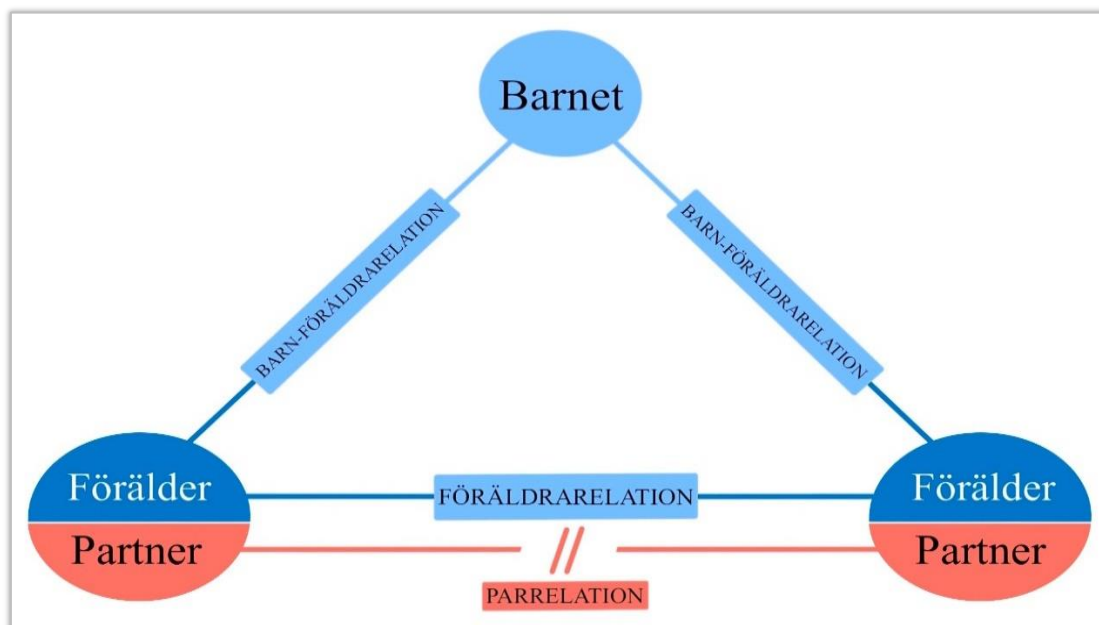 Barnet
BARN-FÖRÄLDRARELATION
BARN-FÖRÄLDRARELATION
Förälder
Partner
FÖRÄLDRARELATION
PARRELATION
Förälder
Partner